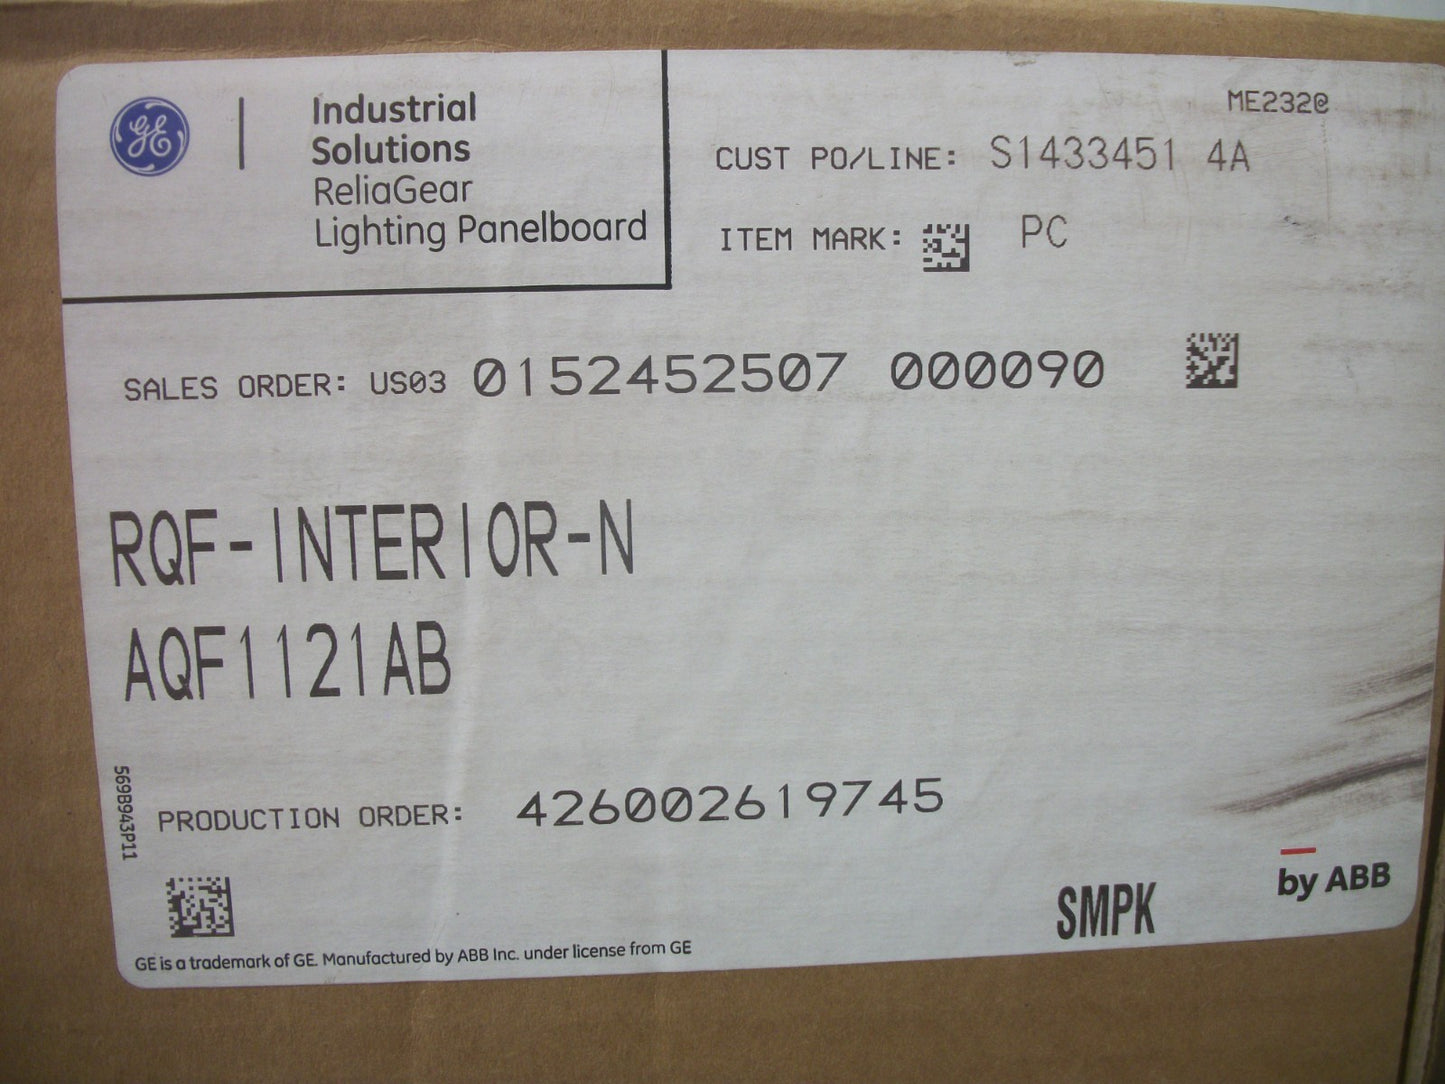 GE
Industrial
Solutions
ReliaGear
Lighting Panelboard
ME232@
CUST PO/LINE: S1433451 4A
ITEM MARK: PC
SALES ORDER: US03 0152452507 000090
RQF-INTERIOR-N
AQF1121AB
569B943P11
PRODUCTION ORDER: 426002619745
by ABB
SMPK
GE is a trademark of GE. Manufactured by ABB Inc. under license from GE